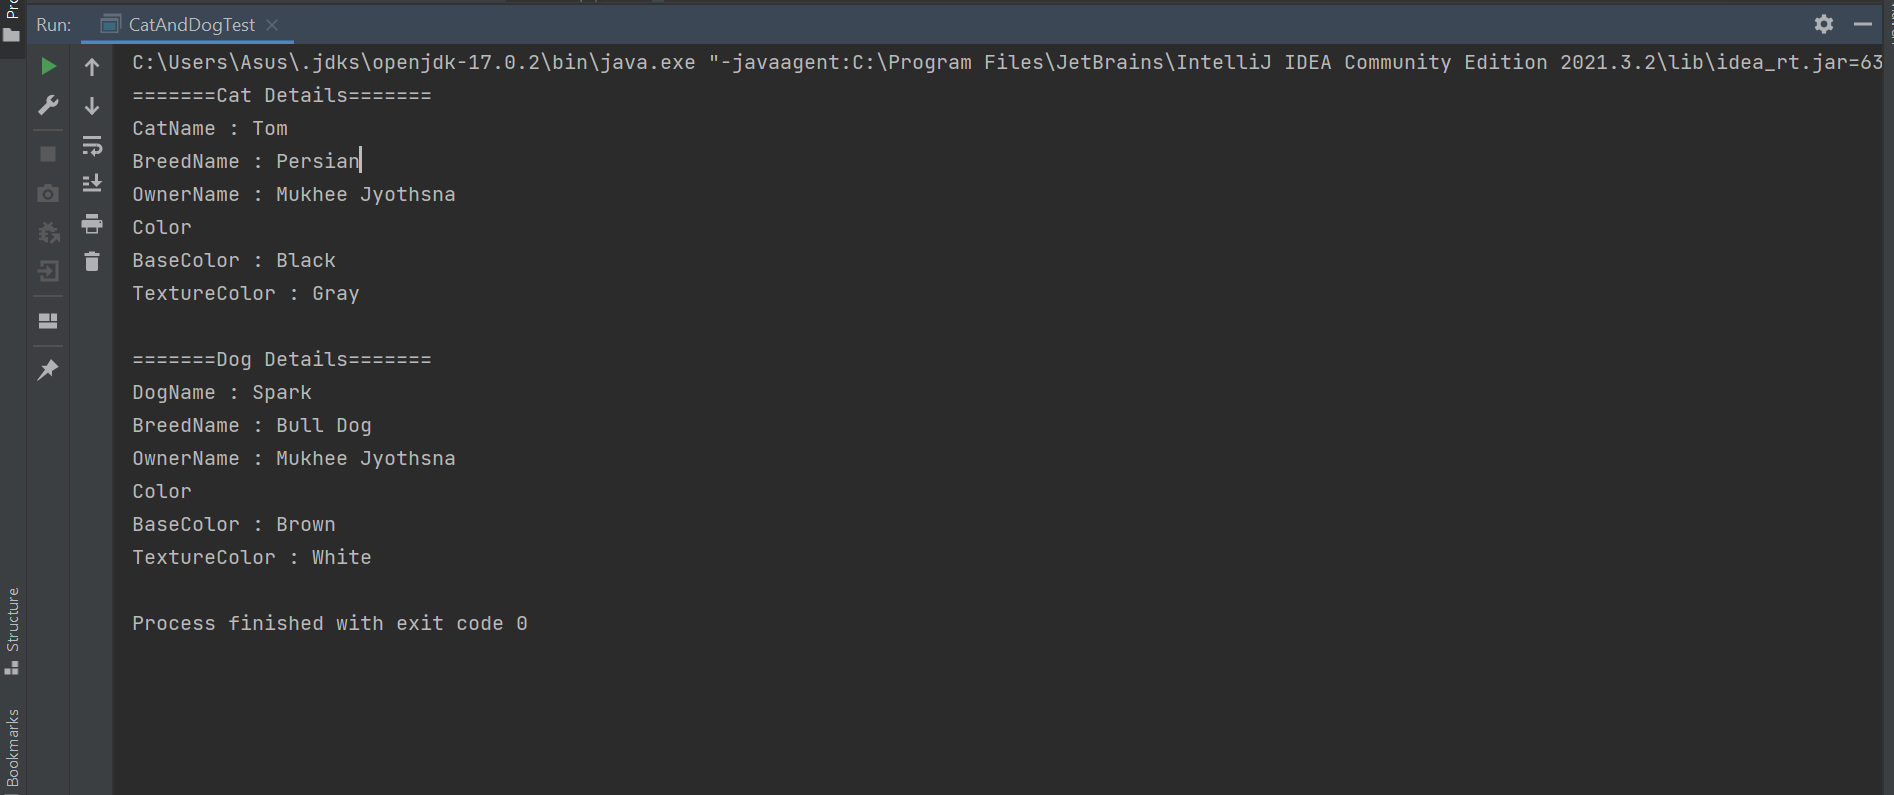 Run: CatAndDogTest
C:\Users\Asus\.jdks\openjdk-17.0.2\bin\java.exe "-javaagent:C:\Program Files\JetBrains\IntelliJ IDEA Community Edition 2021.3.2\lib\idea_rt.jar=63
=======Cat Details=======
CatName : Tom
BreedName : Persian
OwnerName : Mukhee Jyothsna
Color
BaseColor : Black
TextureColor : Gray

=======Dog Details=======
DogName : Spark
BreedName : Bull Dog
OwnerName : Mukhee Jyothsna
Color
BaseColor : Brown
TextureColor : White

Process finished with exit code 0
Structure
Bookmarks